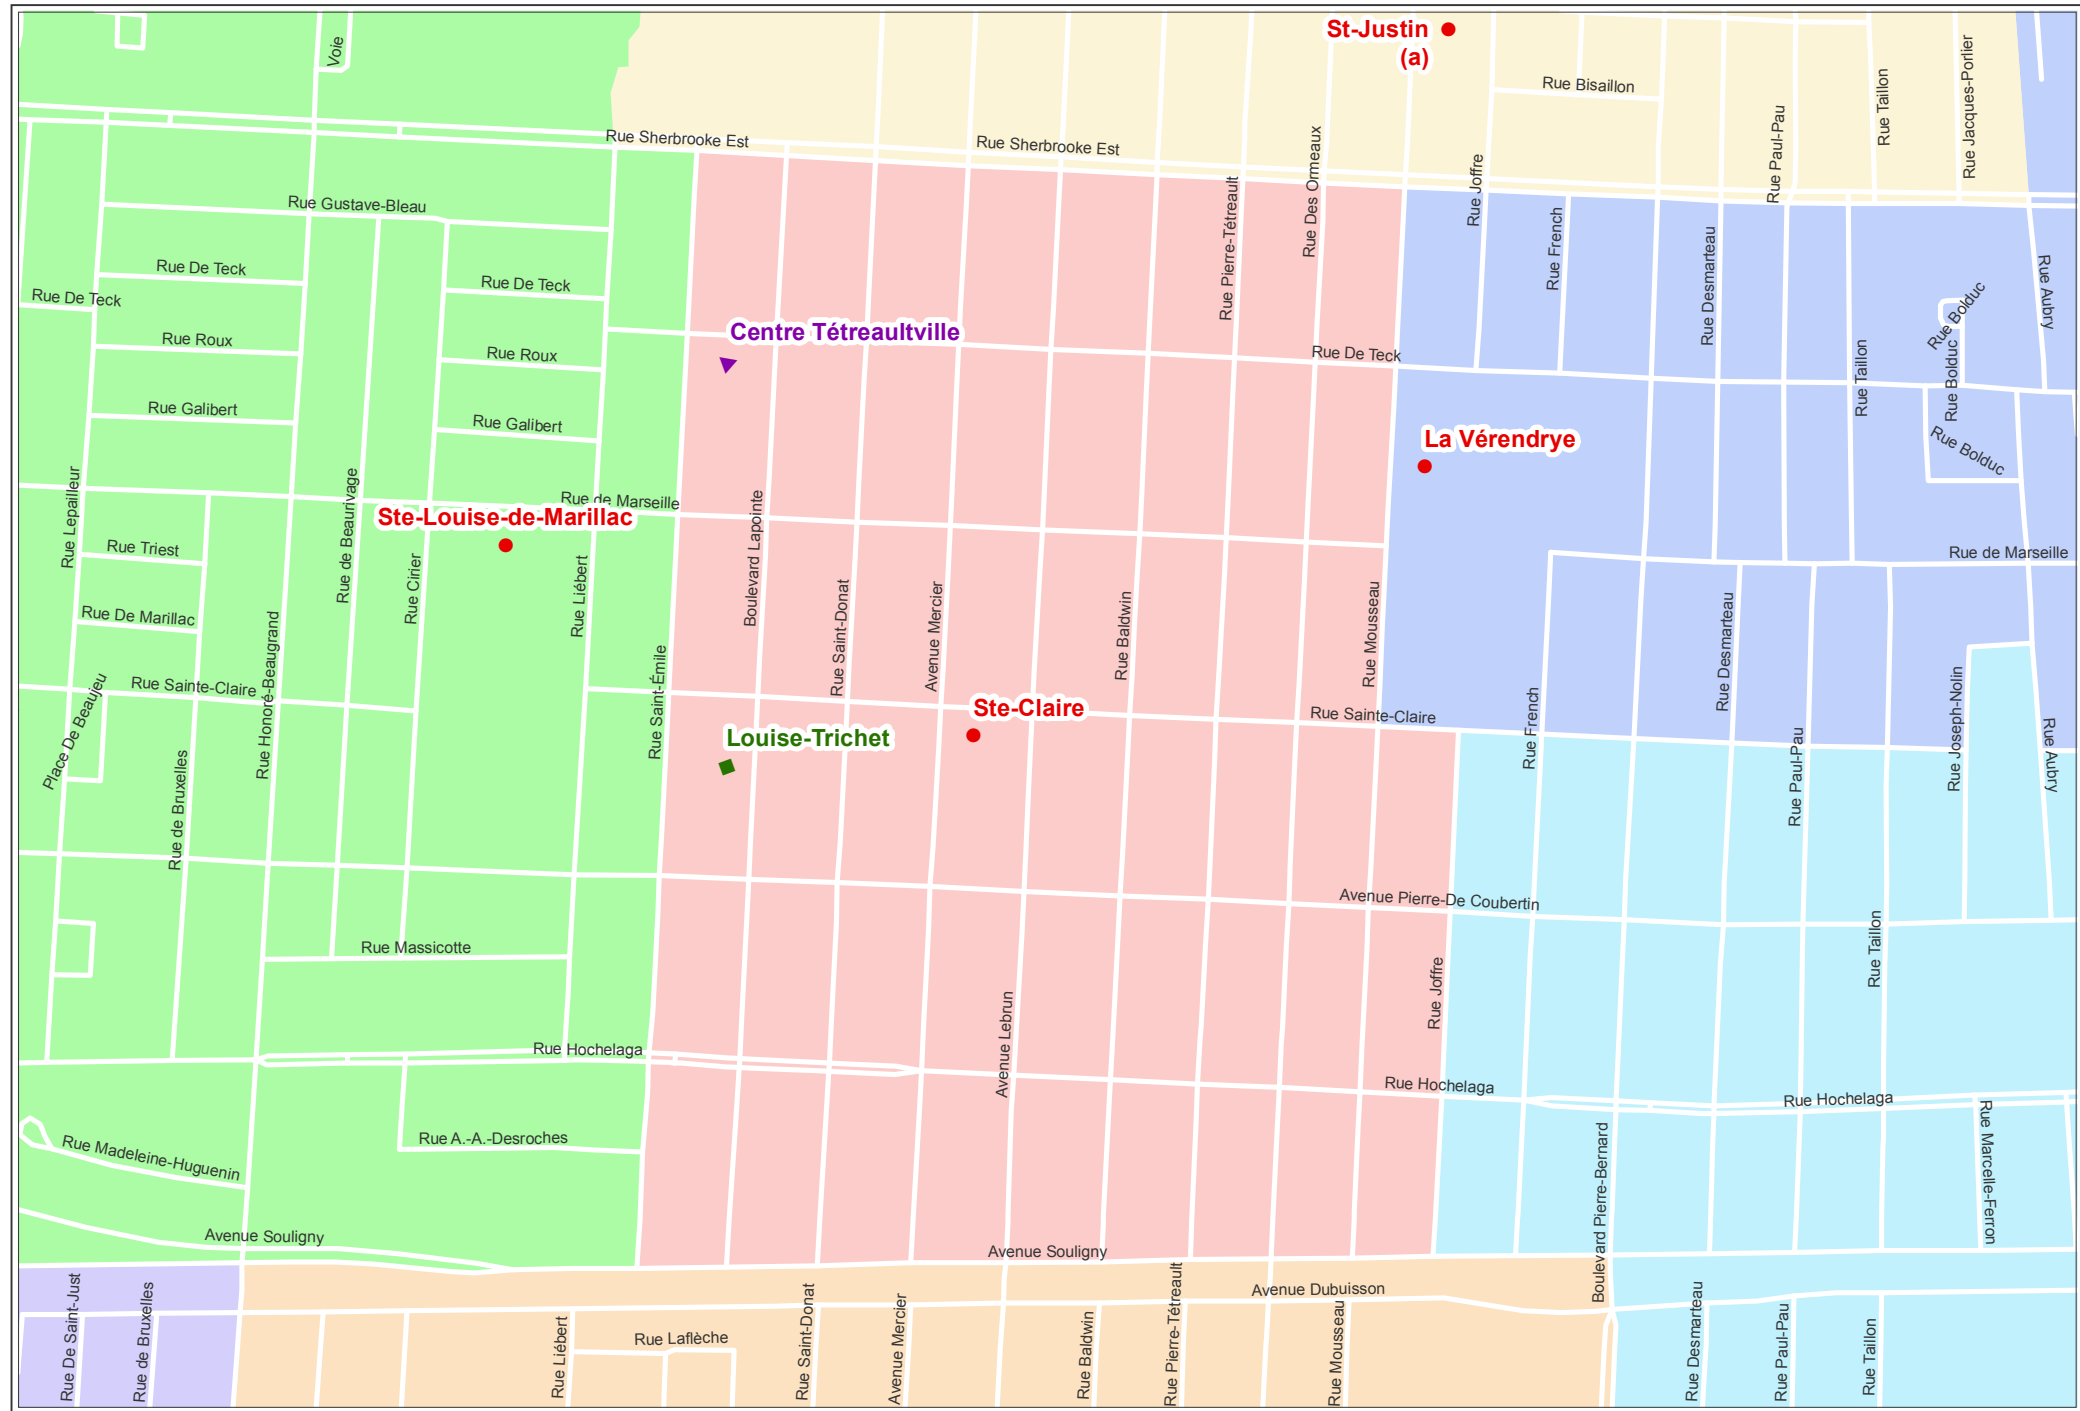 St-Justin
(a)
Voie
Rue Bisaillon
Rue Taillon
Rue Jacques-Portier
Rue Paul-Pau
Rue Sherbrooke Est
Rue Sherbrooke Est
Rue Des Ormeaux
Rue Joffre
Rue Pierre-Tétreault
Rue French
Rue Desmarteau
Rue Aubry
Rue Gustave-Bleau
Rue De Teck
Rue De Teck
Rue De Teck
Rue Bolduc
Rue Bolduc
Rue Bolduc
Centre Tétreaultville
Rue Roux
Rue Roux
Rue De Teck
Rue Taillon
Rue Galibert
Rue Galibert
La Vérendrye
Rue Lepailleur
Rue de Beaurivage
Rue de Marseille
Boulevard Lapointe
Ste-Louise-de-Marillac
Rue Triest
Rue Cirier
Rue Liébert
Rue Saint-Donat
Avenue Mercier
Rue Baldwin
Rue Mousseau
Rue de Marseille
Rue De Marillac
Rue Honoré-Beaugrand
Rue Saint-Émile
Rue Desmarteau
Rue Sainte-Claire
Place De Beaujeu
Ste-Claire
Rue Sainte-Claire
Rue French
Rue Joseph-Nolin
Rue Aubry
Louise-Trichet
Rue de Bruxelles
Rue Paul-Pau
Avenue Pierre-De Coubertin
Rue Massicotte
Rue Taillon
Rue Joffre
Avenue Lebrun
Rue Hochelaga
Rue Hochelaga
Rue Hochelaga
Rue A.-A.-Desroches
Rue Madeleine-Huguenin
Boulevard Pierre-Bernard
Rue Marcelle-Ferron
Avenue Souligny
Avenue Souligny
Avenue Dubuisson
Rue De Saint-Just
Rue de Bruxelles
Rue Liébert
Rue Laflèche
Rue Saint-Donat
Avenue Mercier
Rue Baldwin
Rue Pierre-Tétreault
Rue Mousseau
Rue Desmarteau
Rue Paul-Pau
Rue Taillon